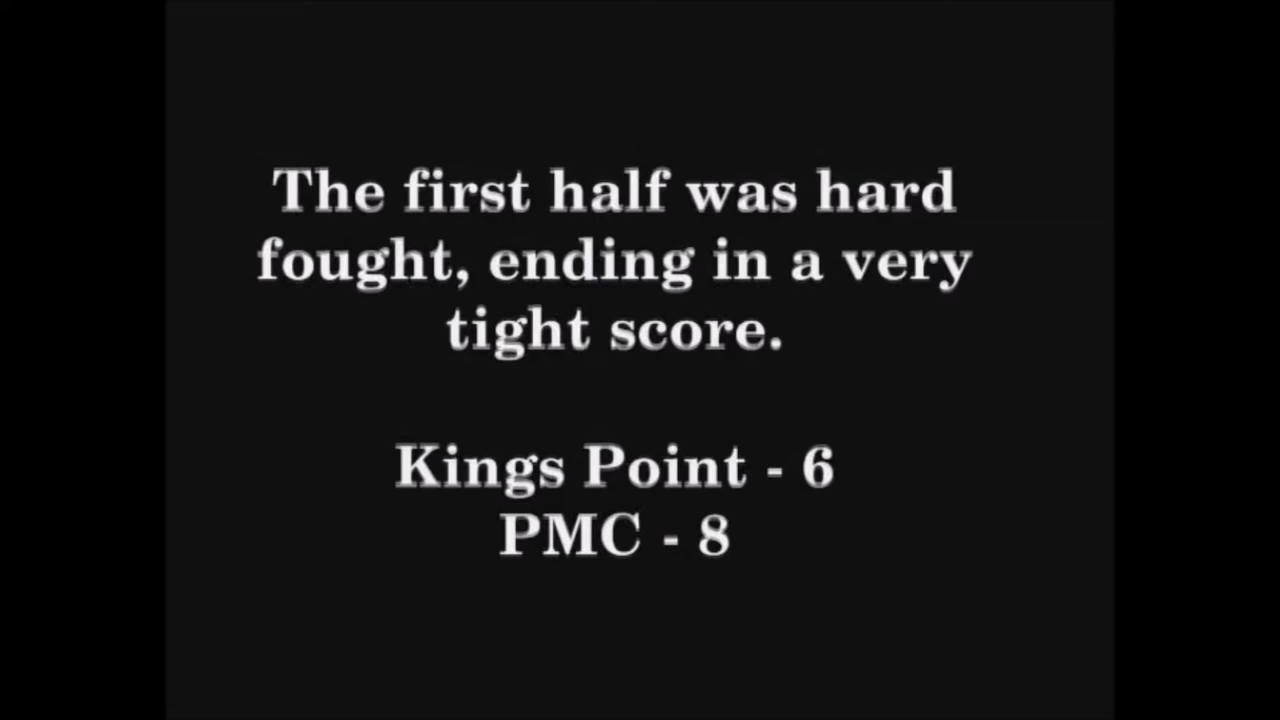 The first half was hard
fought, ending in a very
tight score.
Kings Point - 6
PMC - 8